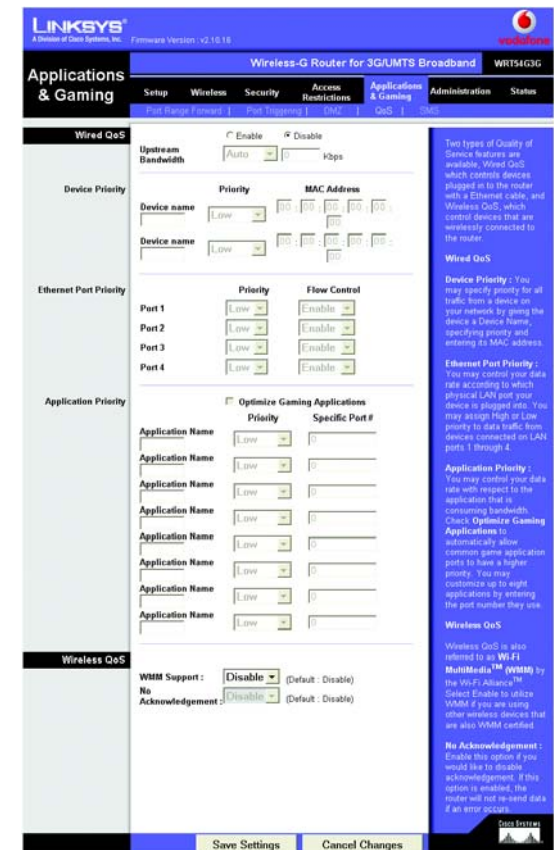 LINKSYS®
A Division of Cisco Systems, Inc.
Firmware Version : v2.10.16
vodafone
Wireless-G Router for 3G/UMTS Broadband WRT54G3G
Applications & Gaming
Setup Wireless Security Access Restrictions Applications & Gaming Administration Status
Port Range Forward | Port Triggering | DMZ | QoS | SMS
Wired QoS
Enable Disable
Upstream Bandwidth Auto 0 Kbps
Device Priority
Priority MAC Address
Device name Low 00 : 00 : 00 : 00 : 00 : 00
Device name Low 00 : 00 : 00 : 00 : 00 : 00
Ethernet Port Priority
Priority Flow Control
Port 1 Low Enable
Port 2 Low Enable
Port 3 Low Enable
Port 4 Low Enable
Application Priority
Optimize Gaming Applications
Priority Specific Port #
Application Name Low 0
Application Name Low 0
Application Name Low 0
Application Name Low 0
Application Name Low 0
Application Name Low 0
Application Name Low 0
Application Name Low 0
Wireless QoS
WMM Support : Disable (Default : Disable)
No Acknowledgement : Disable (Default : Disable)
Save Settings Cancel Changes
Two types of Quality of
Service features are
available, Wired QoS
which controls devices
plugged in to the router
with a Ethernet cable, and
Wireless QoS, which
control devices that are
wirelessly connected to
the router.
Wired QoS
Device Priority : You
may specify priority for all
traffic from a device on
your network by giving the
device a Device Name,
specifying priority and
entering its MAC address.
Ethernet Port Priority :
You may control your data
rate according to which
physical LAN port your
device is plugged into. You
may assign High or Low
priority to data traffic from
devices connected on LAN
ports 1 through 4.
Application Priority :
You may control your data
rate with respect to the
application that is
consuming bandwidth.
Check Optimize Gaming
Applications to
automatically allow
common game application
ports to have a higher
priority. You may
customize up to eight
applications by entering
the port number they use.
Wireless QoS
Wireless QoS is also
referred to as Wi-Fi
MultiMedia™ (WMM) by
the Wi-Fi Alliance™
Select Enable to utilize
WMM if you are using
other wireless devices that
are also WMM certified.
No Acknowledgement :
Enable this option if you
would like to disable
acknowledgement. If this
option is enabled, the
router will not re-send data
if an error occurs.
CISCO SYSTEMS